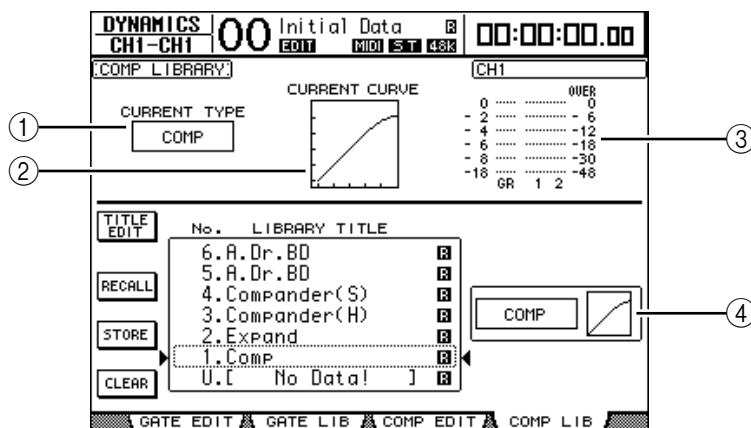 DYNAMICS
CH1-CH1
00
Initial Data R
EDIT MIDI ST 48k
00:00:00.00
COMP LIBRARY
CH1
CURRENT TYPE
COMP
CURRENT CURVE
OVER
0 0
- 2 - 6
- 4 -12
- 6 -18
- 8 -30
-18 -48
GR 1 2
1
2
3
TITLE EDIT
RECALL
STORE
CLEAR
No. LIBRARY TITLE
6.A.Dr.BD R
5.A.Dr.BD R
4.Compander(S) R
3.Compander(H) R
2.Expand R
1.Comp R
U.[ No Data! ] R
COMP
4
GATE EDIT GATE LIB COMP EDIT COMP LIB